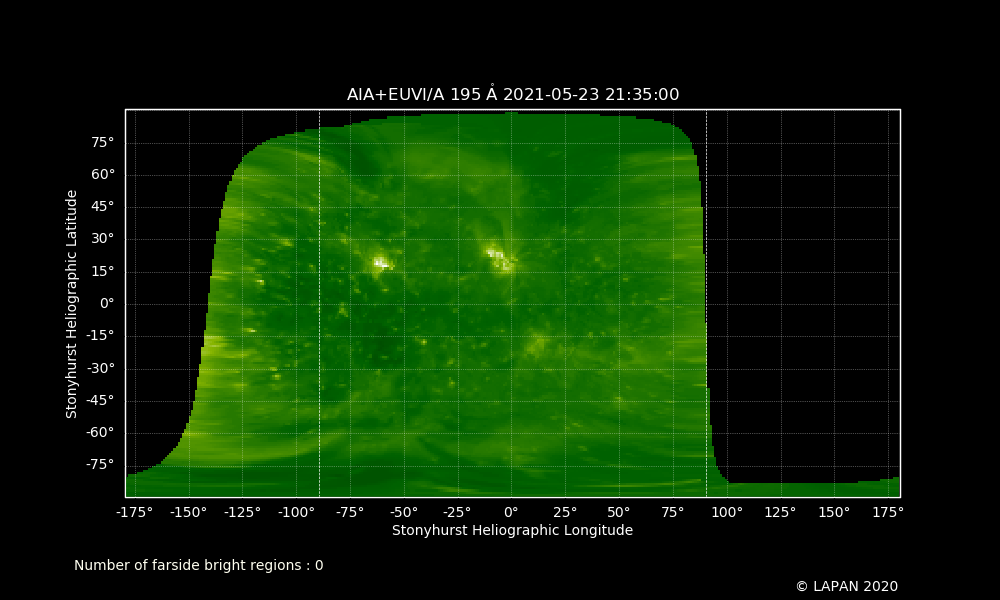 AIA+EUVI/A 195 Å 2021-05-23 21:35:00
75°
60°
45°
30°
15°
0°
-15°
-30°
-45°
-60°
-75°
Stonyhurst Heliographic Latitude
-175° -150° -125° -100° -75° -50° -25° 0° 25° 50° 75° 100° 125° 150° 175°
Stonyhurst Heliographic Longitude
Number of farside bright regions : 0
© LAPAN 2020